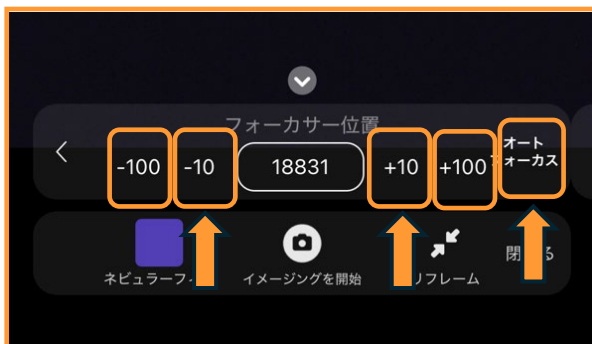 フォーカサー位置
-100 -10 18831 +10 +100
オート
ォーカス
ネビュラーフ
イメージングを開始
リフレーム
閉 る